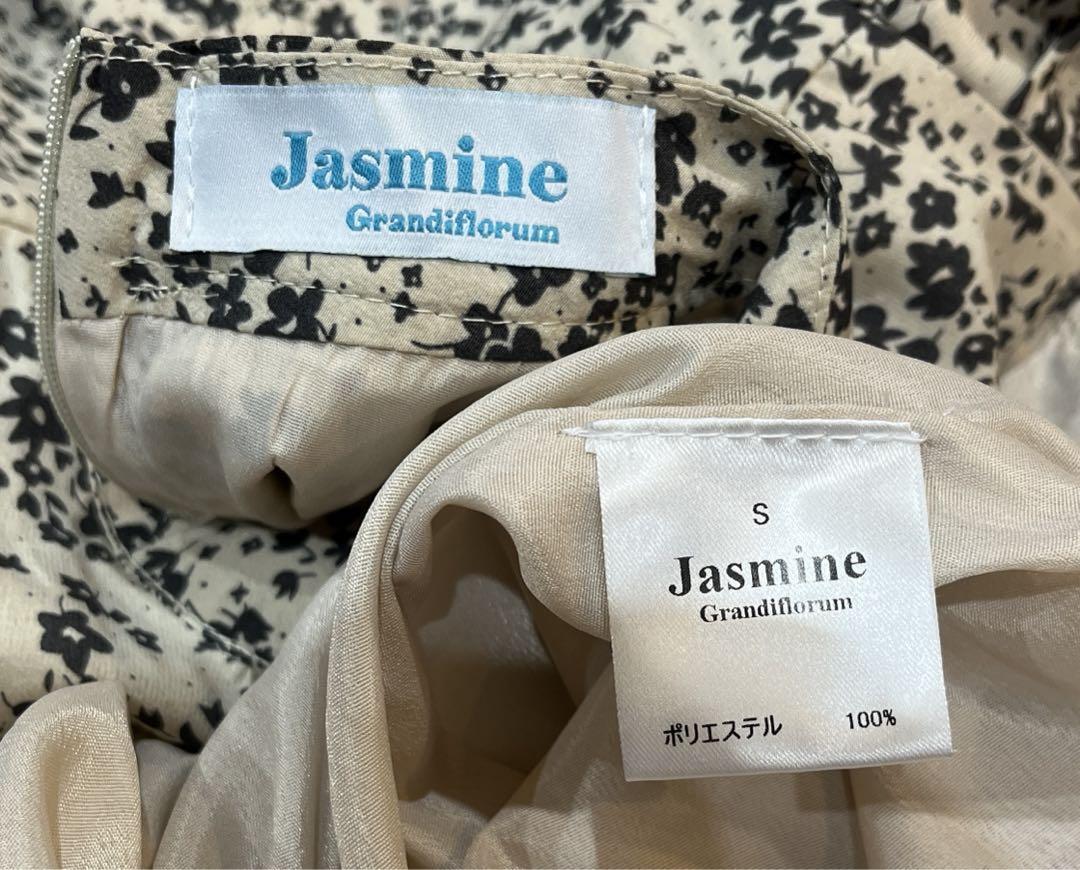 Jasmine
Grandiflorum
S
Jasmine
Grandiflorum
ポリエステル 100%